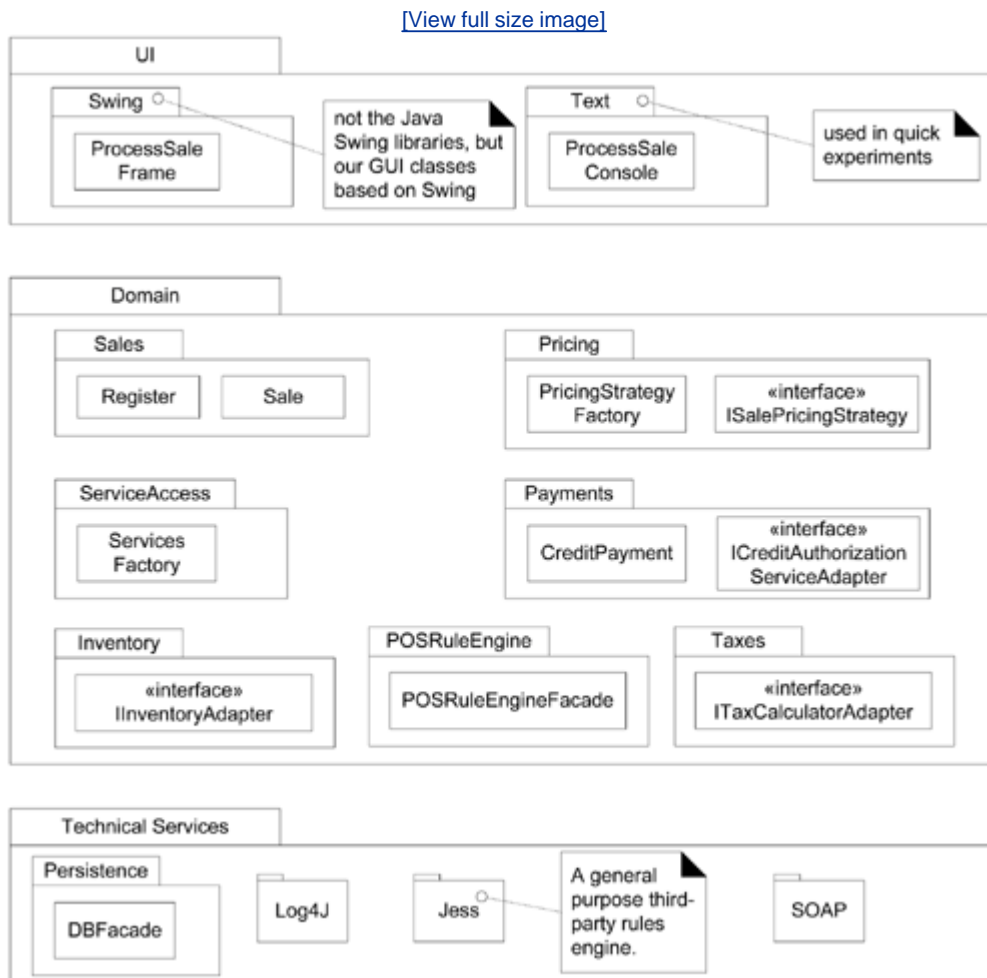 [View full size image]
UI
Swing
ProcessSale
Frame
not the Java
Swing libraries, but
our GUI classes
based on Swing
Text
ProcessSale
Console
used in quick
experiments
Domain
Sales
Register
Sale
Pricing
PricingStrategy
Factory
«interface»
ISalePricingStrategy
ServiceAccess
Services
Factory
Payments
CreditPayment
«interface»
ICreditAuthorization
ServiceAdapter
Inventory
«interface»
IInventoryAdapter
POSRuleEngine
POSRuleEngineFacade
Taxes
«interface»
ITaxCalculatorAdapter
Technical Services
Persistence
DBFacade
Log4J
Jess
A general
purpose third-
party rules
engine.
SOAP